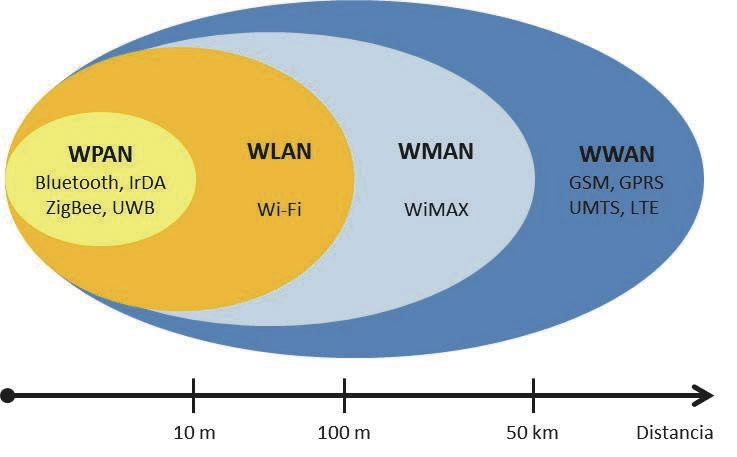 WPAN
Bluetooth, IrDA
ZigBee, UWB
WLAN
Wi-Fi
WMAN
WiMAX
WWAN
GSM, GPRS
UMTS, LTE
10 m
100 m
50 km
Distancia